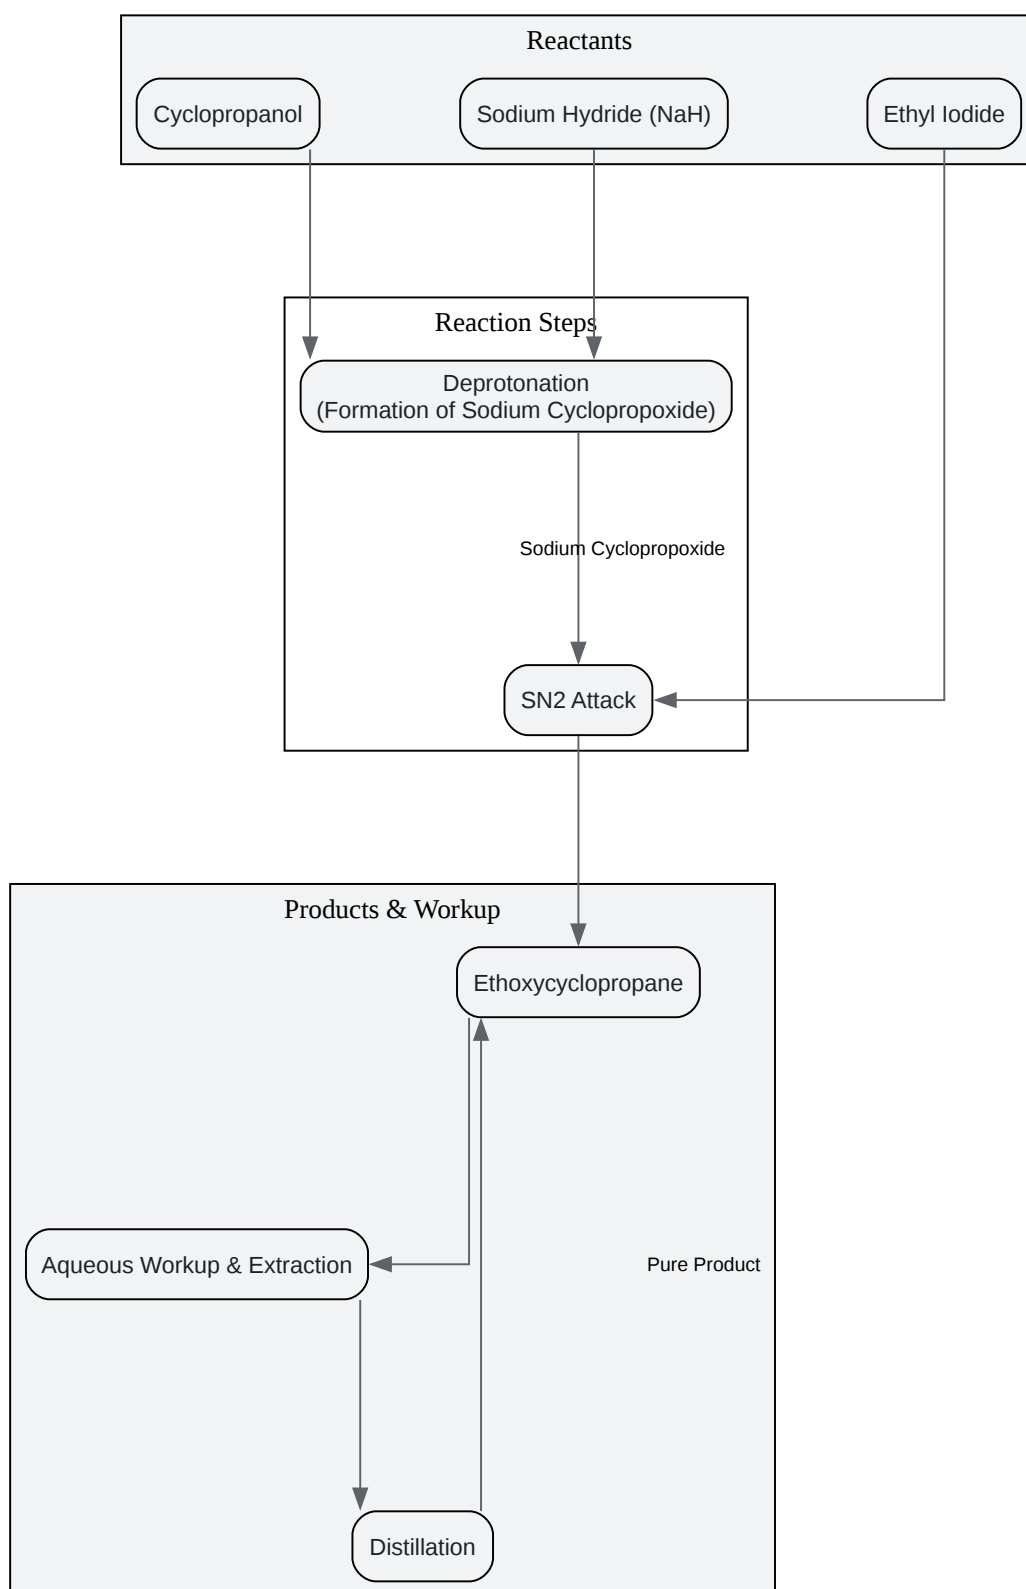 Reactants
Cyclopropanol
Sodium Hydride (NaH)
Ethyl Iodide
Reaction Steps
Deprotonation
(Formation of Sodium Cyclopropoxide)
Sodium Cyclopropoxide
SN2 Attack
Products & Workup
Ethoxycyclopropane
Aqueous Workup & Extraction
Pure Product
Distillation